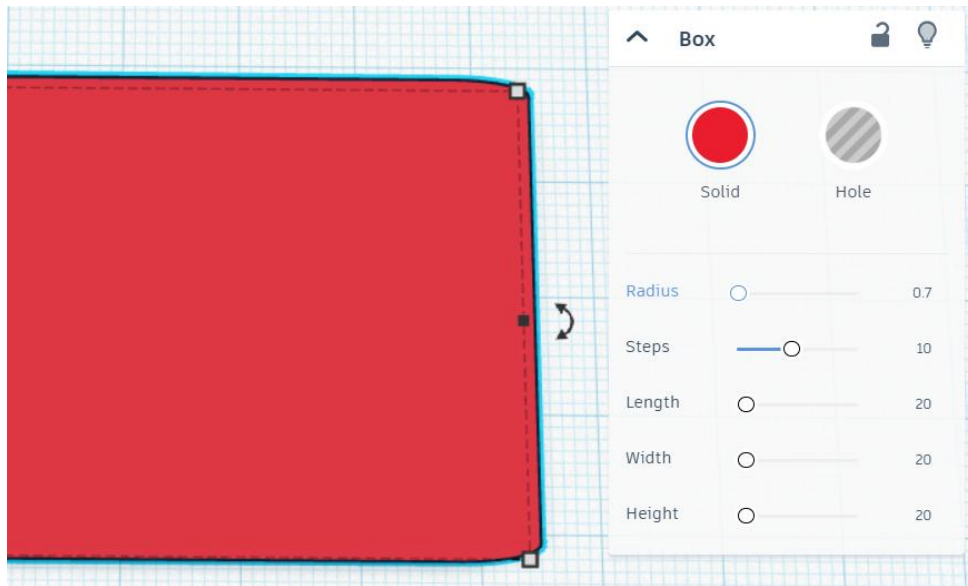 Box
Solid Hole
Radius 0.7
Steps 10
Length 20
Width 20
Height 20